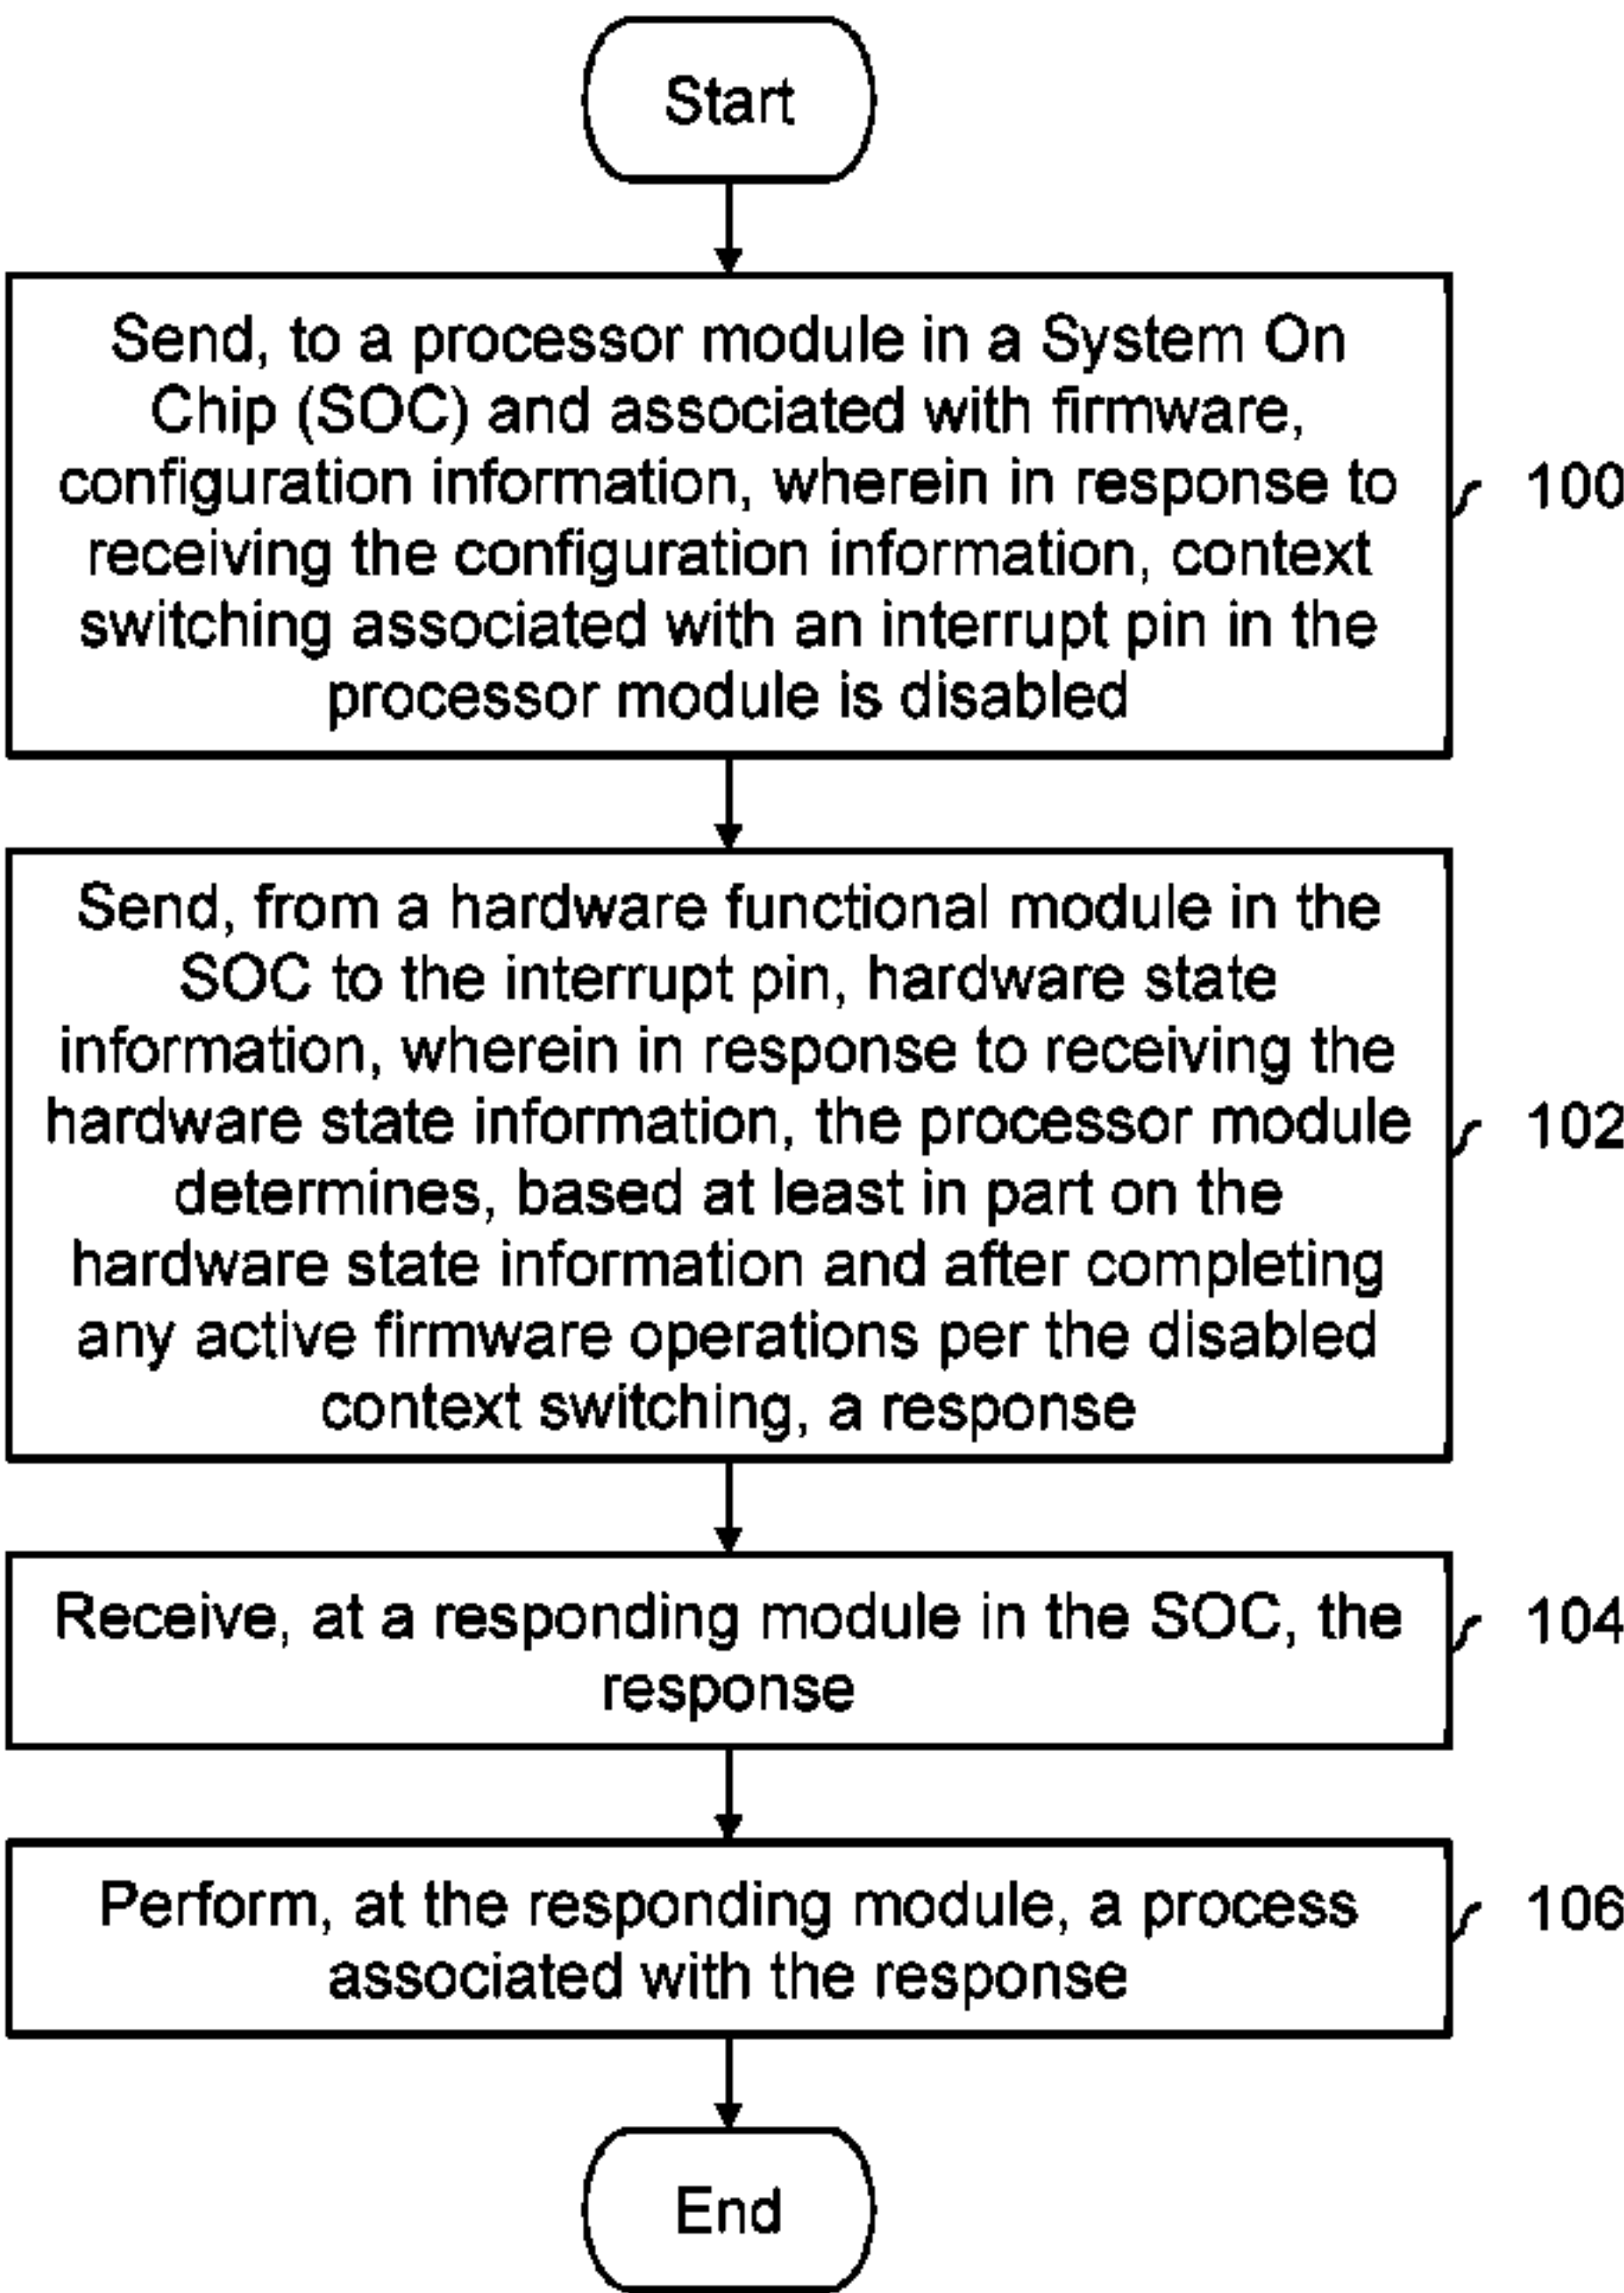 Start
Send, to a processor module in a System On
Chip (SOC) and associated with firmware,
configuration information, wherein in response to
receiving the configuration information, context
switching associated with an interrupt pin in the
processor module is disabled
100
Send, from a hardware functional module in the
SOC to the interrupt pin, hardware state
information, wherein in response to receiving the
hardware state information, the processor module
determines, based at least in part on the
hardware state information and after completing
any active firmware operations per the disabled
context switching, a response
102
Receive, at a responding module in the SOC, the
response
104
Perform, at the responding module, a process
associated with the response
106
End